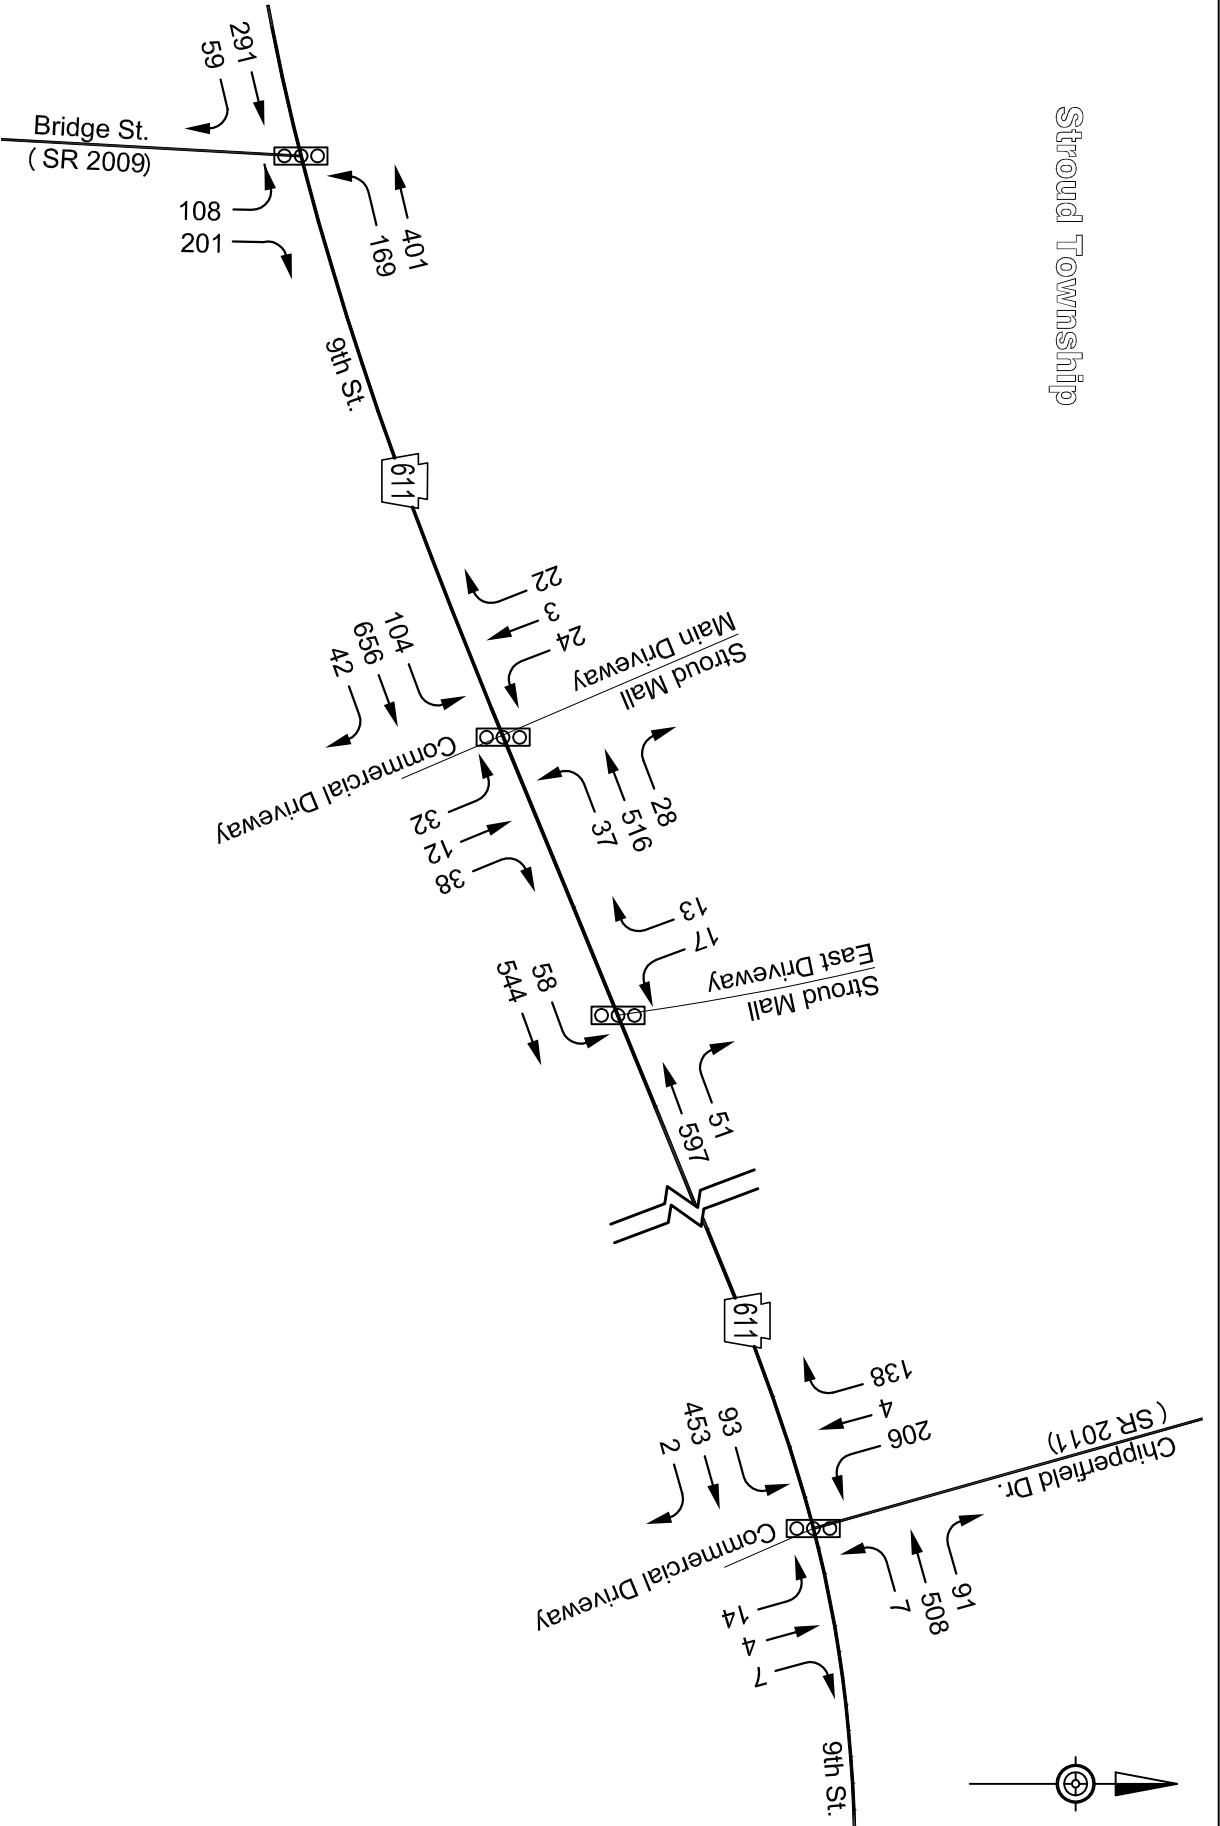 Stroud Township
291
59
Bridge St.
( SR 2009)
108
201
401
169
9th St.
611
22
3
24
Main Driveway
Stroud Mall
104
656
42
Commercial Driveway
32
12
38
28
516
37
13
17
East Driveway
Stroud Mall
58
544
51
597
611
138
4
206
( SR 2011)
Chipperfield Dr.
93
453
2
Commercial Driveway
14
4
7
91
508
7
9th St.